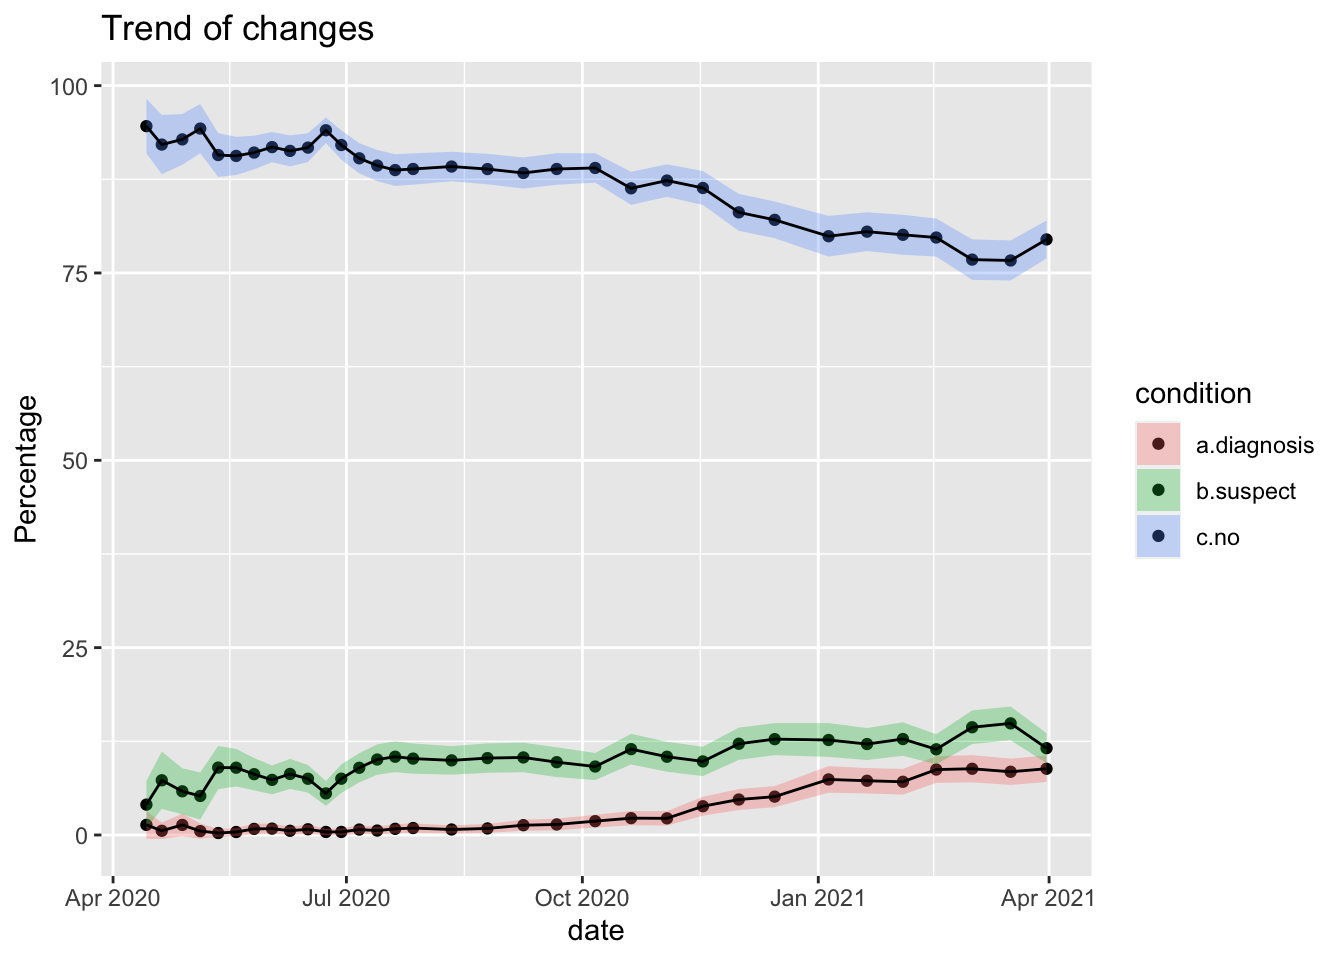 Trend of changes
100
75
50
25
0
Percentage
Apr 2020
Jul 2020
Oct 2020
Jan 2021
Apr 2021
date
condition
a.diagnosis
b.suspect
c.no